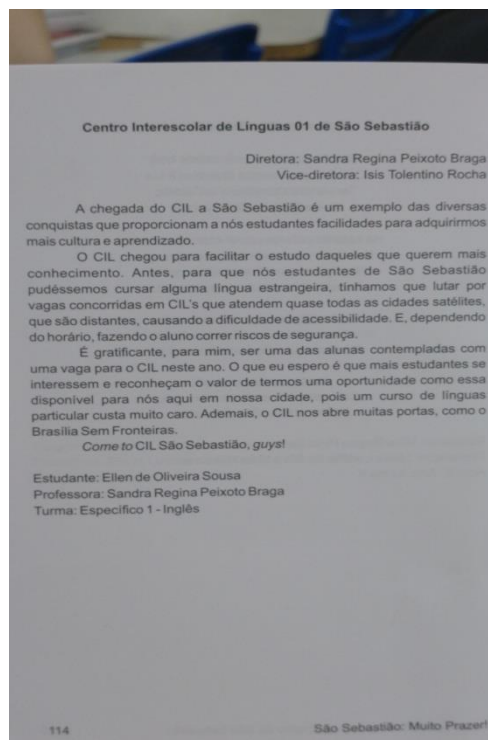 Centro Interescolar de Línguas 01 de São Sebastião
Diretora: Sandra Regina Peixoto Braga
Vice-diretora: Isis Tolentino Rocha
A chegada do CIL a São Sebastião é um exemplo das diversas
conquistas que proporcionam a nós estudantes facilidades para adquirirmos
mais cultura e aprendizado.
O CIL chegou para facilitar o estudo daqueles que querem mais
conhecimento. Antes, para que nós estudantes de São Sebastião
pudéssemos cursar alguma língua estrangeira, tínhamos que lutar por
vagas concorridas em CIL's que atendem quase todas as cidades satélites,
que são distantes, causando a dificuldade de acessibilidade. E, dependendo
do horário, fazendo o aluno correr riscos de segurança.
É gratificante, para mim, ser uma das alunas contempladas com
uma vaga para o CIL neste ano. O que eu espero é que mais estudantes se
interessem e reconheçam o valor de termos uma oportunidade como essa
disponível para nós aqui em nossa cidade, pois um curso de línguas
particular custa muito caro. Ademais, o CIL nos abre muitas portas, como o
Brasília Sem Fronteiras.
Come to CIL São Sebastião, guys!
Estudante: Ellen de Oliveira Sousa
Professora: Sandra Regina Peixoto Braga
Turma: Específico 1 - Inglês
114
São Sebastião: Muito Prazer!